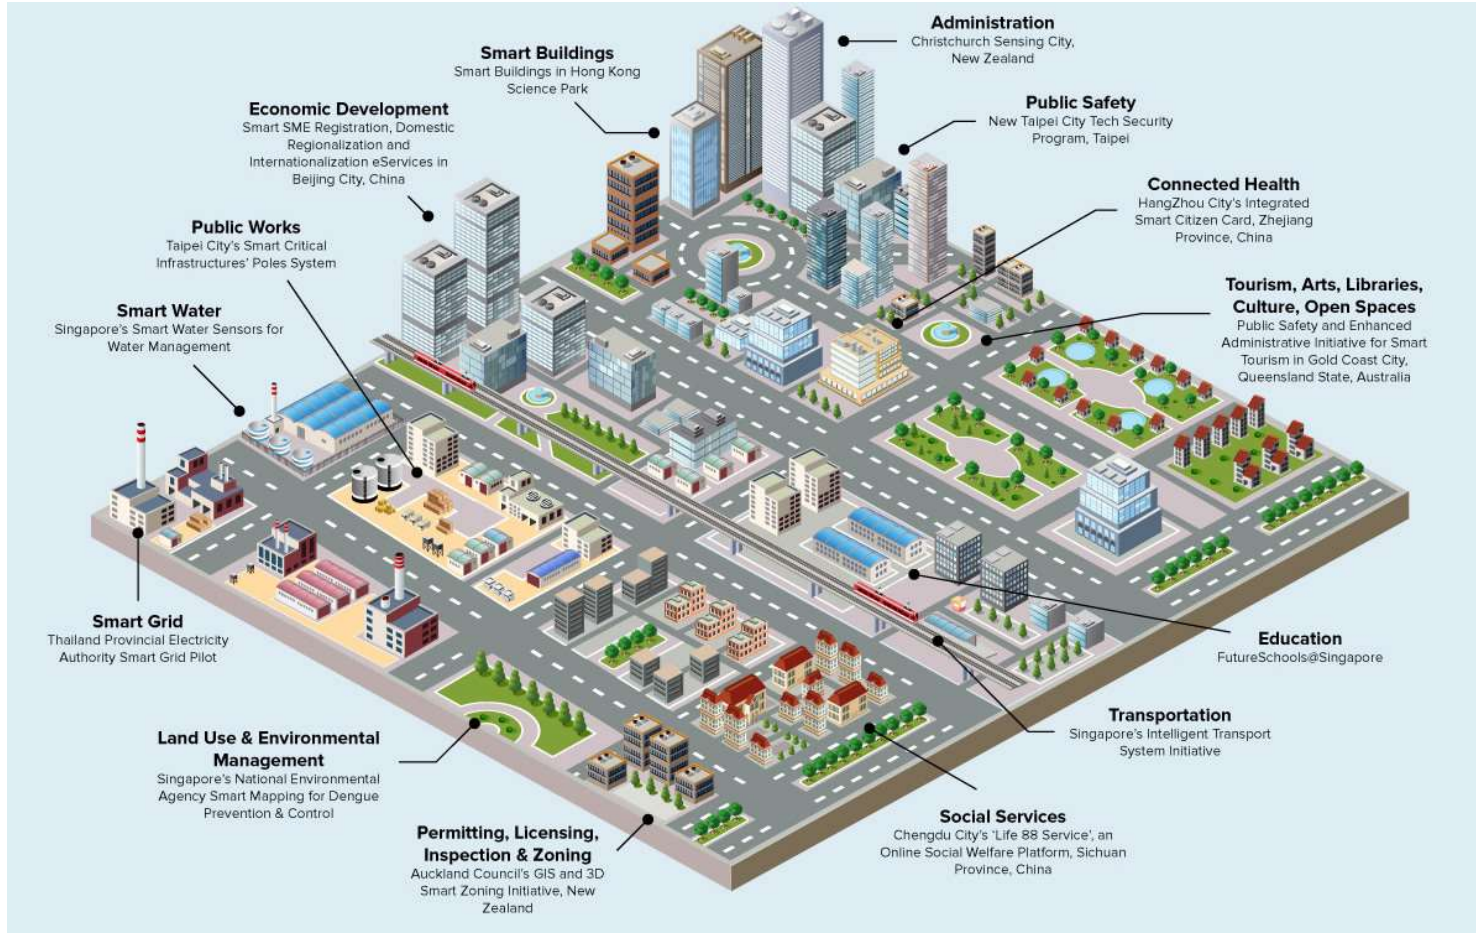 Administration
Christchurch Sensing City,
New Zealand
Smart Buildings
Smart Buildings in Hong Kong
Science Park
Economic Development
Smart SME Registration, Domestic
Regionalization and
Internationalization eServices in
Beijing City, China
Public Safety
New Taipei City Tech Security
Program, Taipei
Connected Health
HangZhou City's Integrated
Smart Citizen Card, Zhejiang
Province, China
Public Works
Taipei City's Smart Critical
Infrastructures' Poles System
Tourism, Arts, Libraries,
Culture, Open Spaces
Public Safety and Enhanced
Administrative Initiative for Smart
Tourism in Gold Coast City,
Queensland State, Australia
Smart Water
Singapore's Smart Water Sensors for
Water Management
Smart Grid
Thailand Provincial Electricity
Authority Smart Grid Pilot
Education
FutureSchools@Singapore
Transportation
Singapore's Intelligent Transport
System Initiative
Land Use & Environmental
Management
Singapore's National Environmental
Agency Smart Mapping for Dengue
Prevention & Control
Social Services
Chengdu City's 'Life 88 Service', an
Online Social Welfare Platform, Sichuan
Province, China
Permitting, Licensing,
Inspection & Zoning
Auckland Council's GIS and 3D
Smart Zoning Initiative, New
Zealand